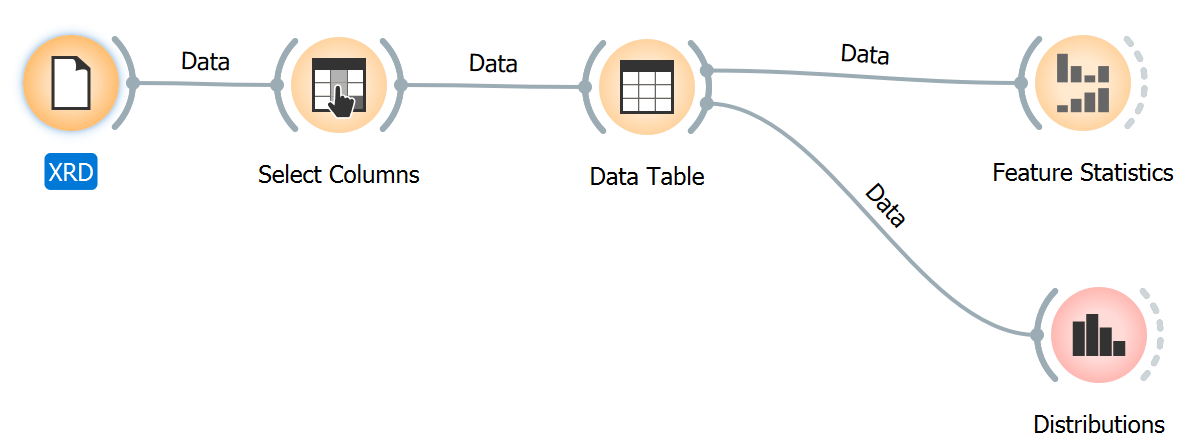 Data
Data
Data
XRD
Select Columns
Data Table
Feature Statistics
Data
Distributions